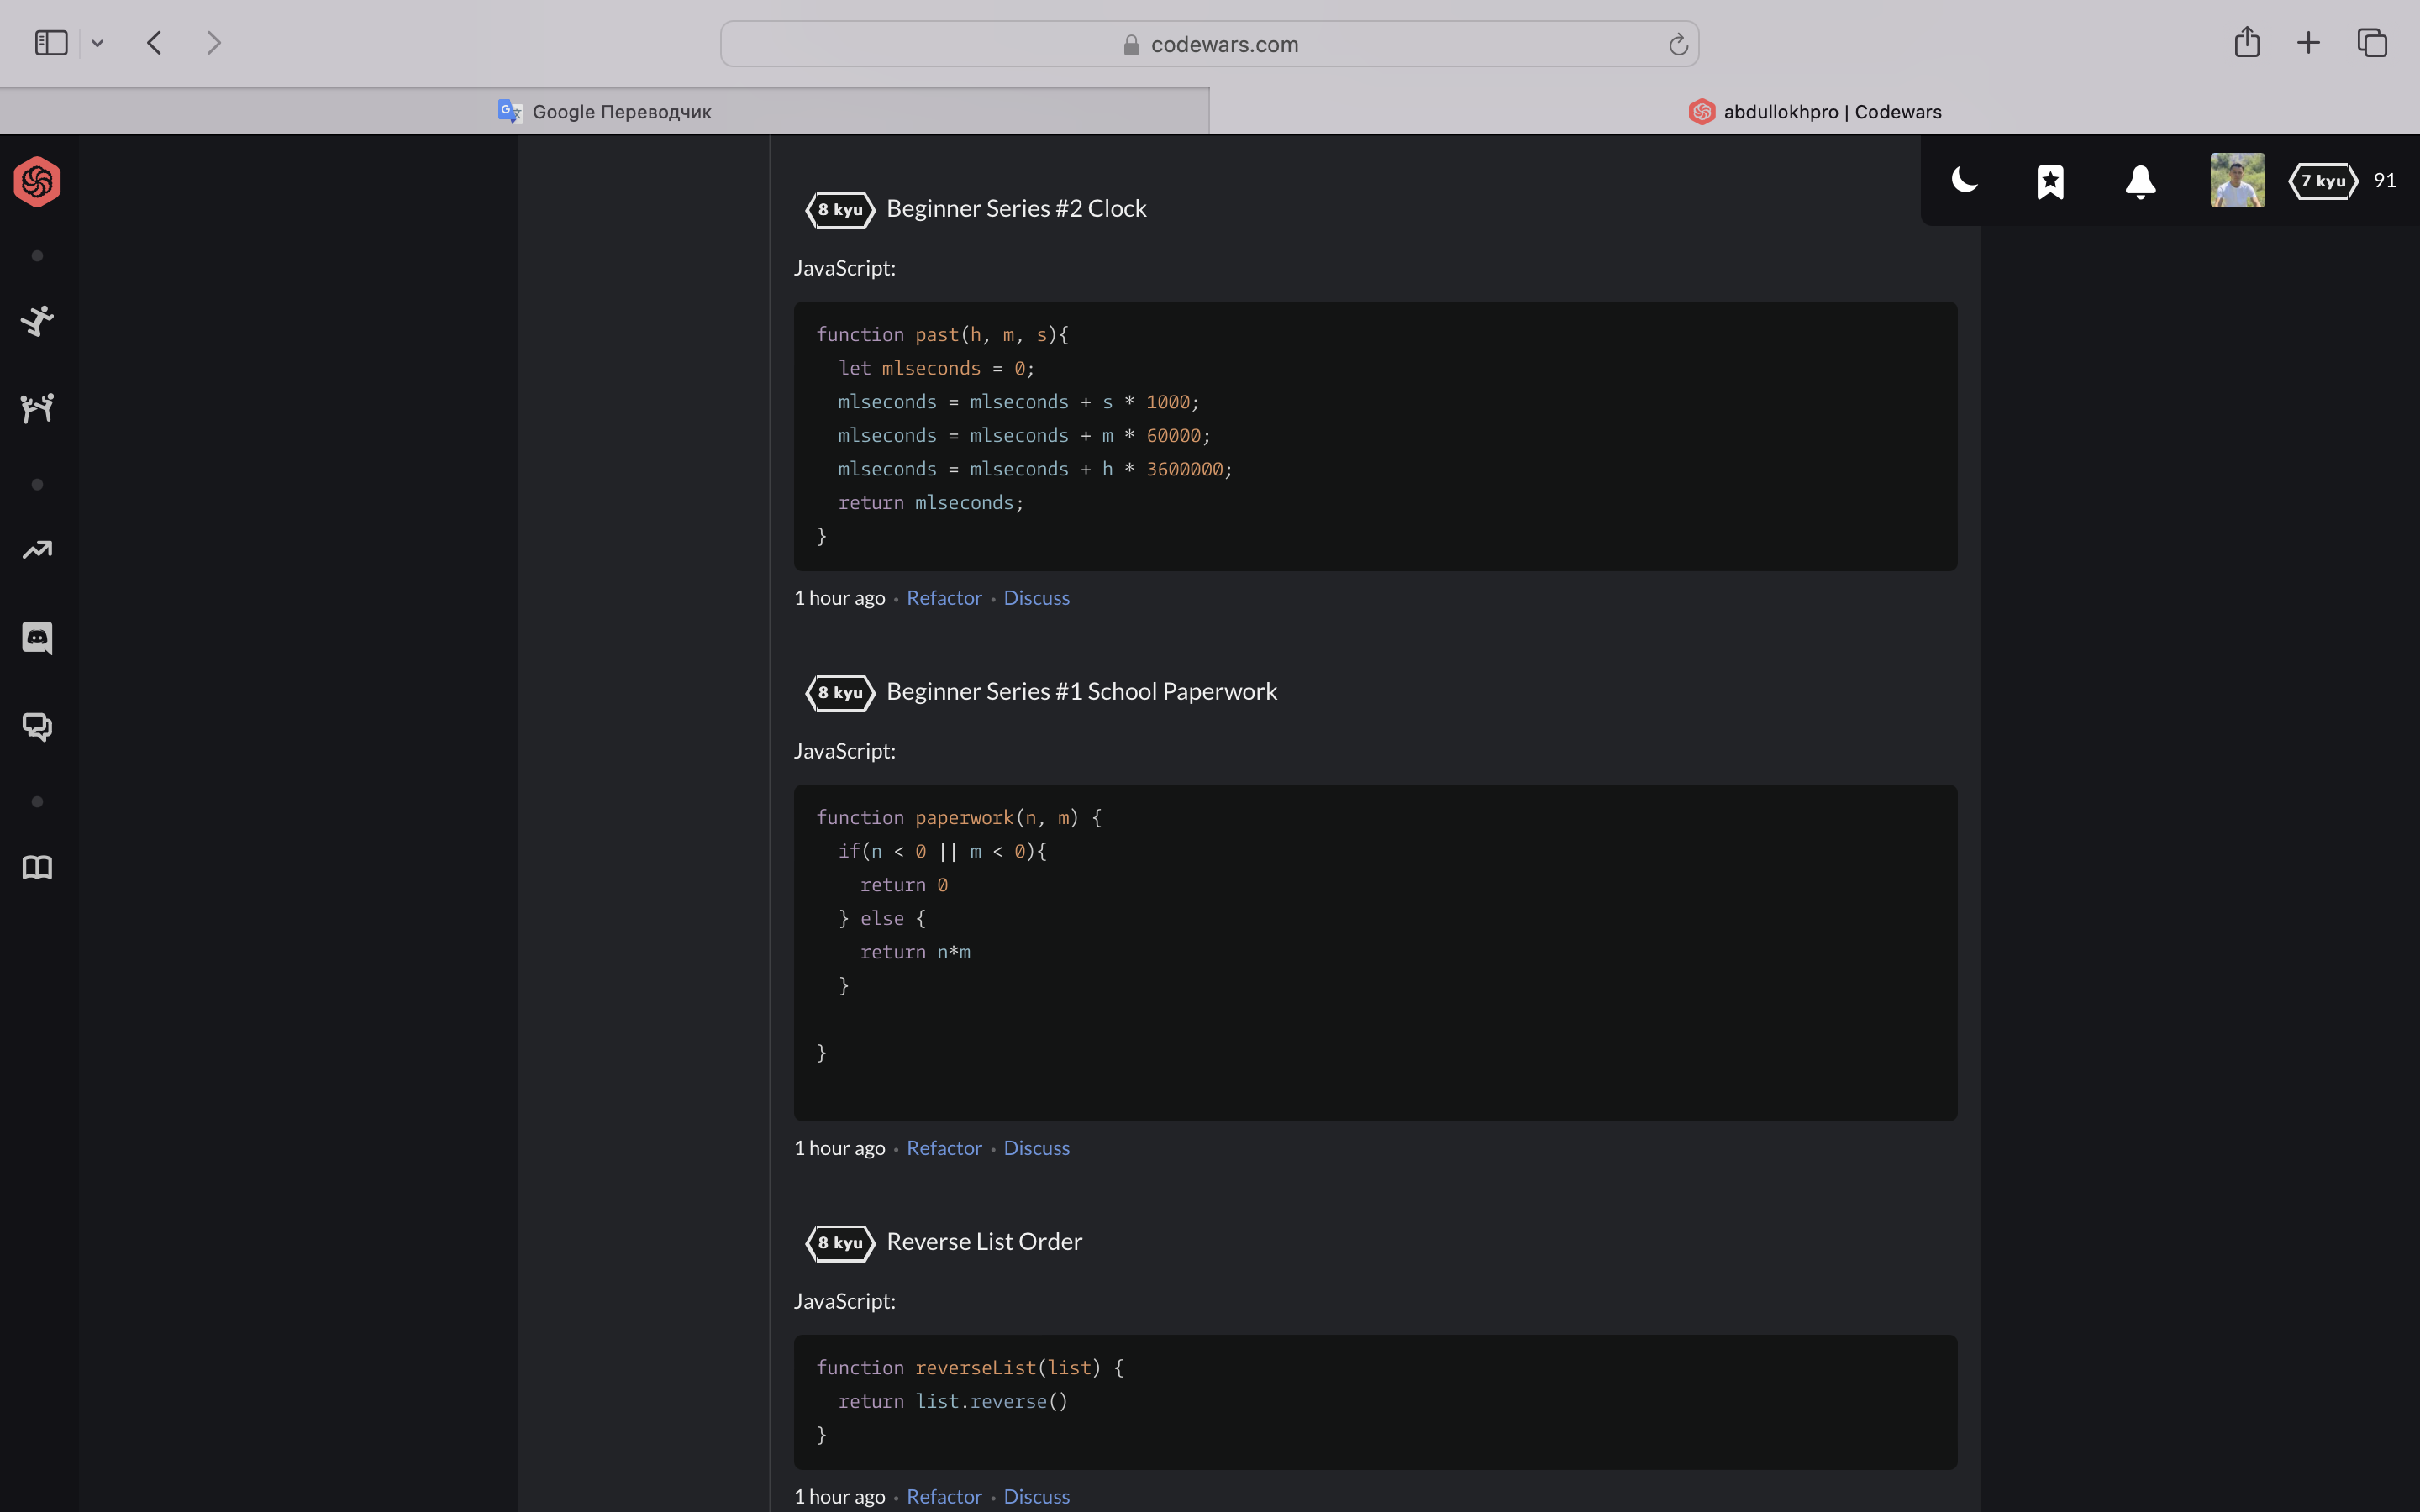 codewars.com
Google Переводчик
abdullokhpro | Codewars
7 kyu 91
8 kyu Beginner Series #2 Clock
JavaScript:
function past(h, m, s){
  let mlseconds = 0;
  mlseconds = mlseconds + s * 1000;
  mlseconds = mlseconds + m * 60000;
  mlseconds = mlseconds + h * 3600000;
  return mlseconds;
}
1 hour ago • Refactor • Discuss
8 kyu Beginner Series #1 School Paperwork
JavaScript:
function paperwork(n, m) {
  if(n < 0 || m < 0){
    return 0
  } else {
    return n*m
  }
}
1 hour ago • Refactor • Discuss
8 kyu Reverse List Order
JavaScript:
function reverseList(list) {
  return list.reverse()
}
1 hour ago • Refactor • Discuss